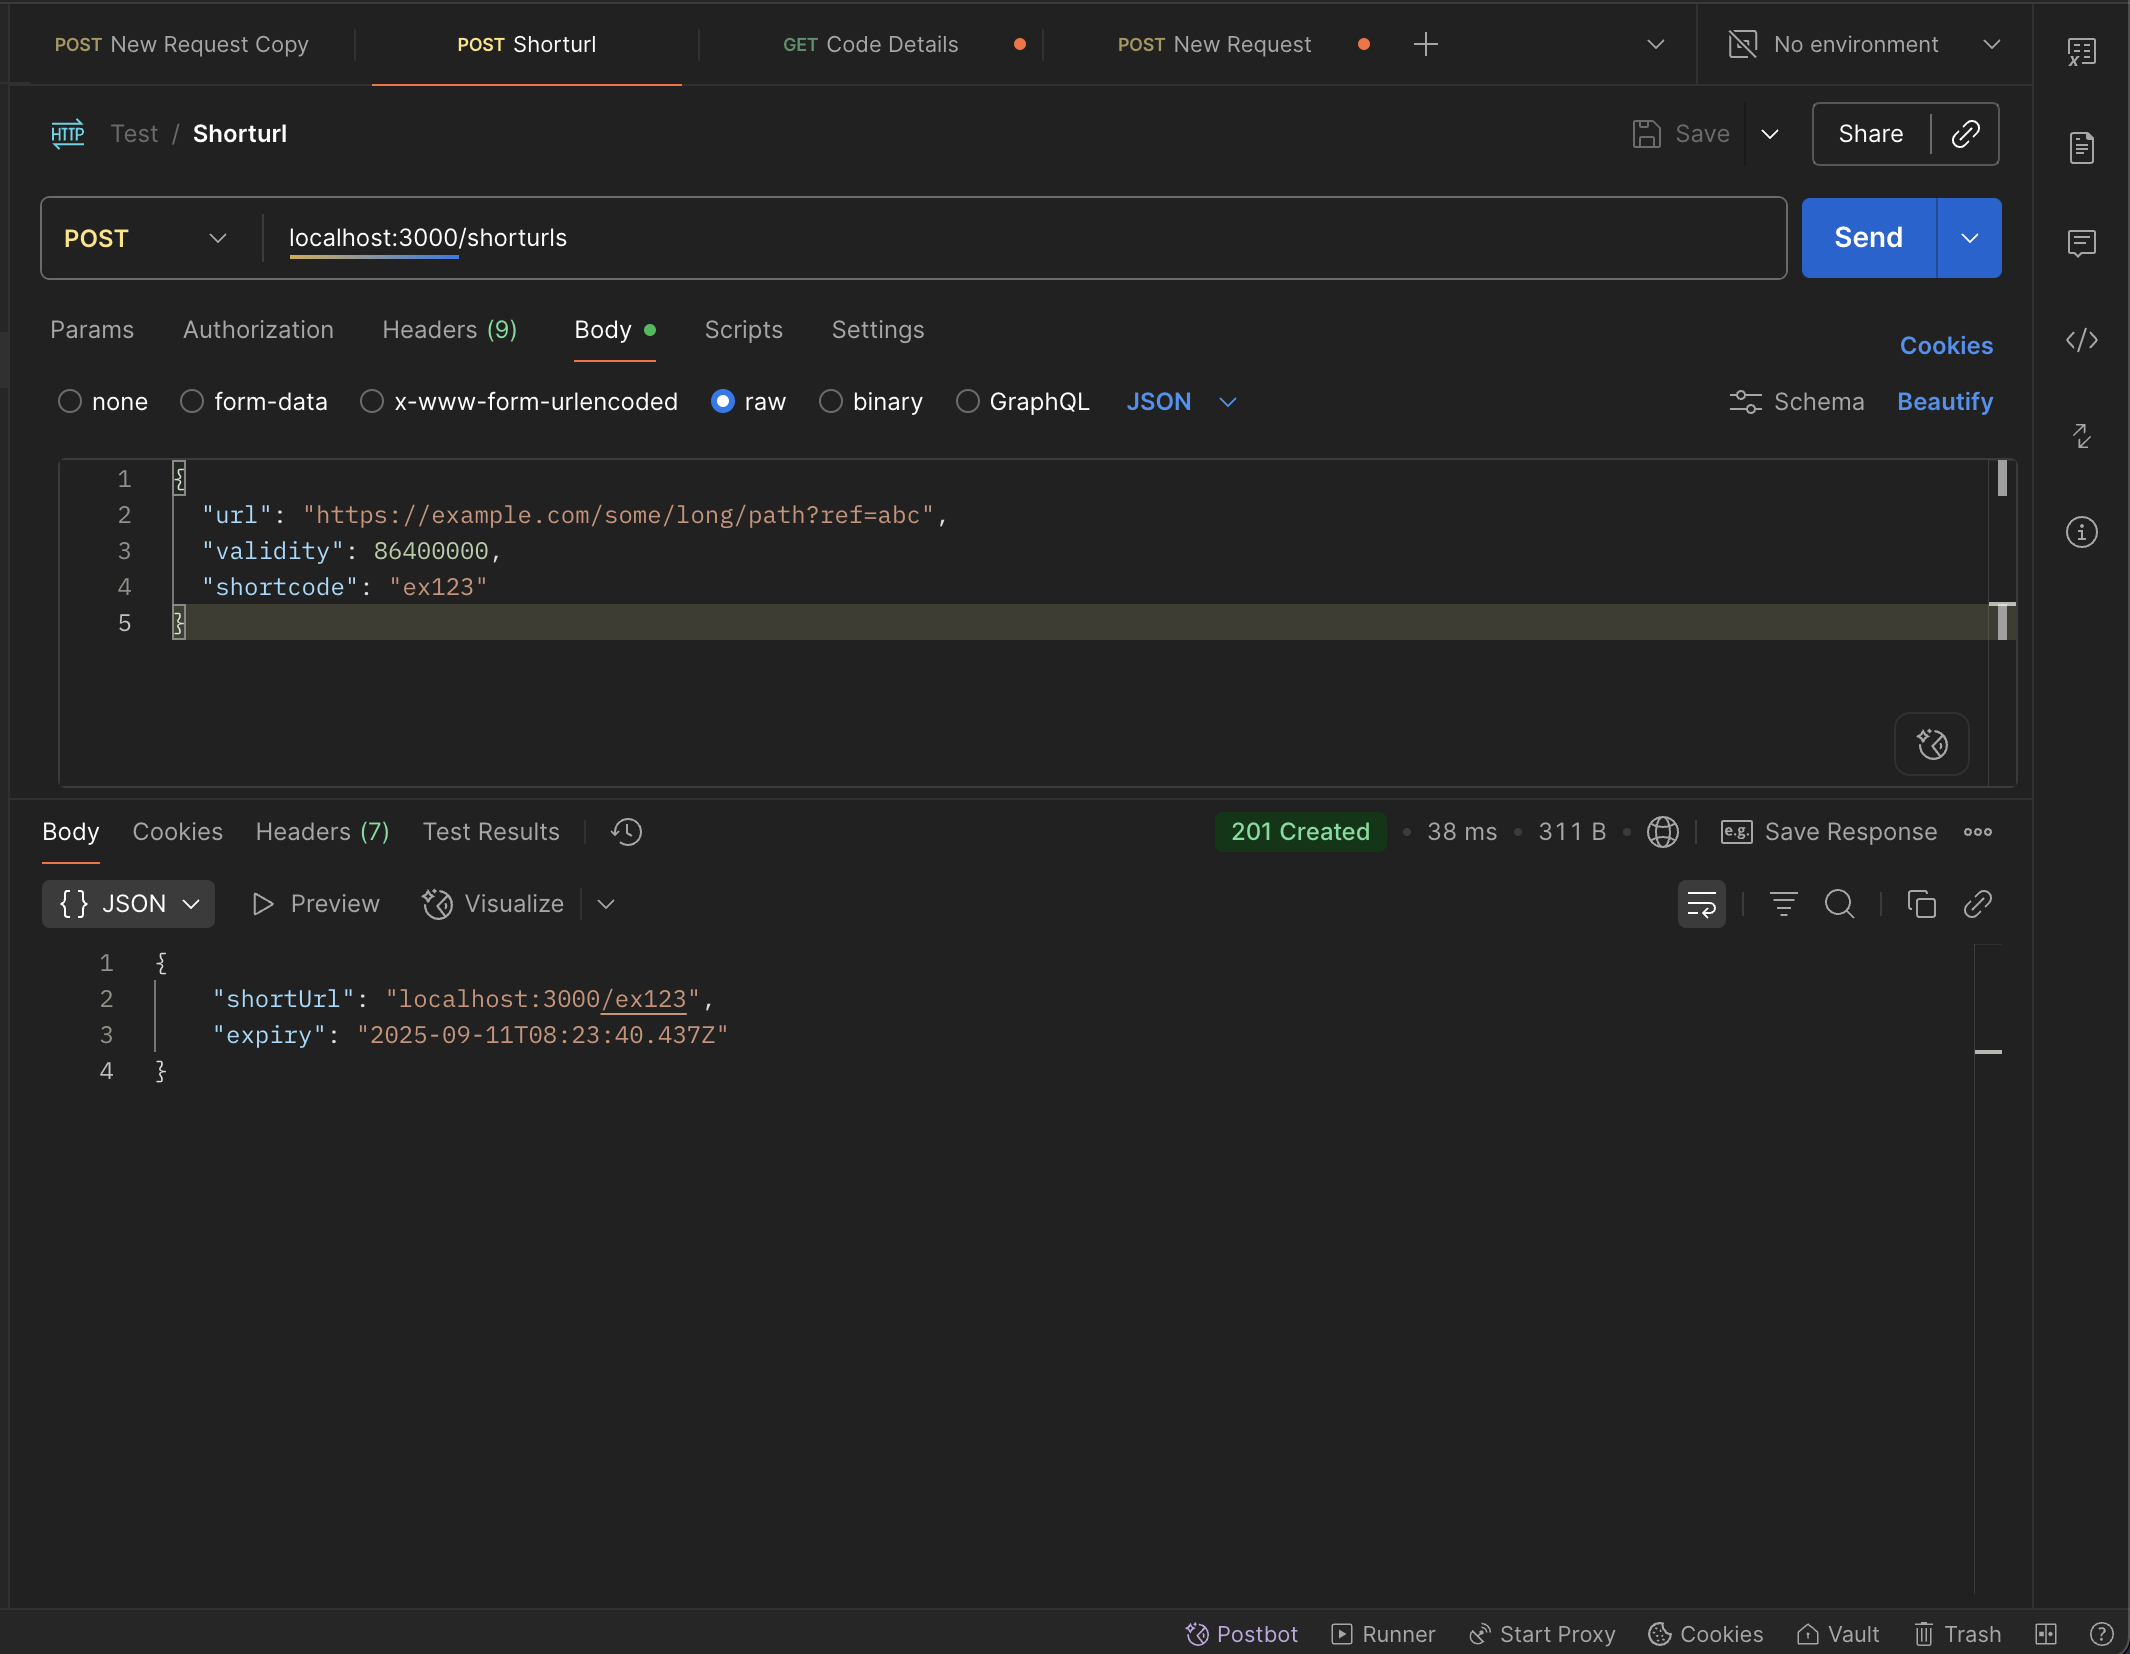 POST New Request Copy POST Shorturl GET Code Details POST New Request No environment
HTTP Test / Shorturl Save Share
POST localhost:3000/shorturls Send
Params Authorization Headers (9) Body Scripts Settings Cookies
none form-data x-www-form-urlencoded raw binary GraphQL JSON Schema Beautify
1 {
2 "url": "https://example.com/some/long/path?ref=abc",
3 "validity": 86400000,
4 "shortcode": "ex123"
5 }
Body Cookies Headers (7) Test Results 201 Created • 38 ms • 311 B • e.g. Save Response
{} JSON Preview Visualize
1 {
2 "shortUrl": "localhost:3000/ex123",
3 "expiry": "2025-09-11T08:23:40.437Z"
4 }
Postbot Runner Start Proxy Cookies Vault Trash